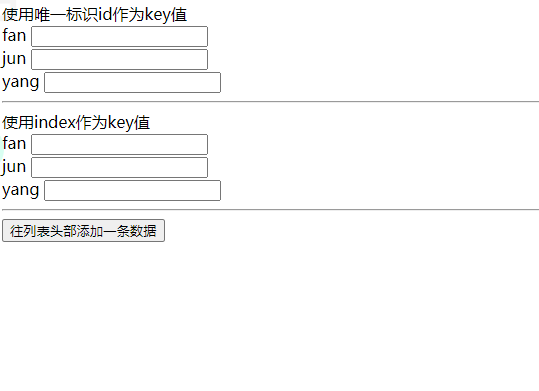 使用唯一标识id作为key值
fan
jun
yang
使用index作为key值
fan
jun
yang
往列表头部添加一条数据